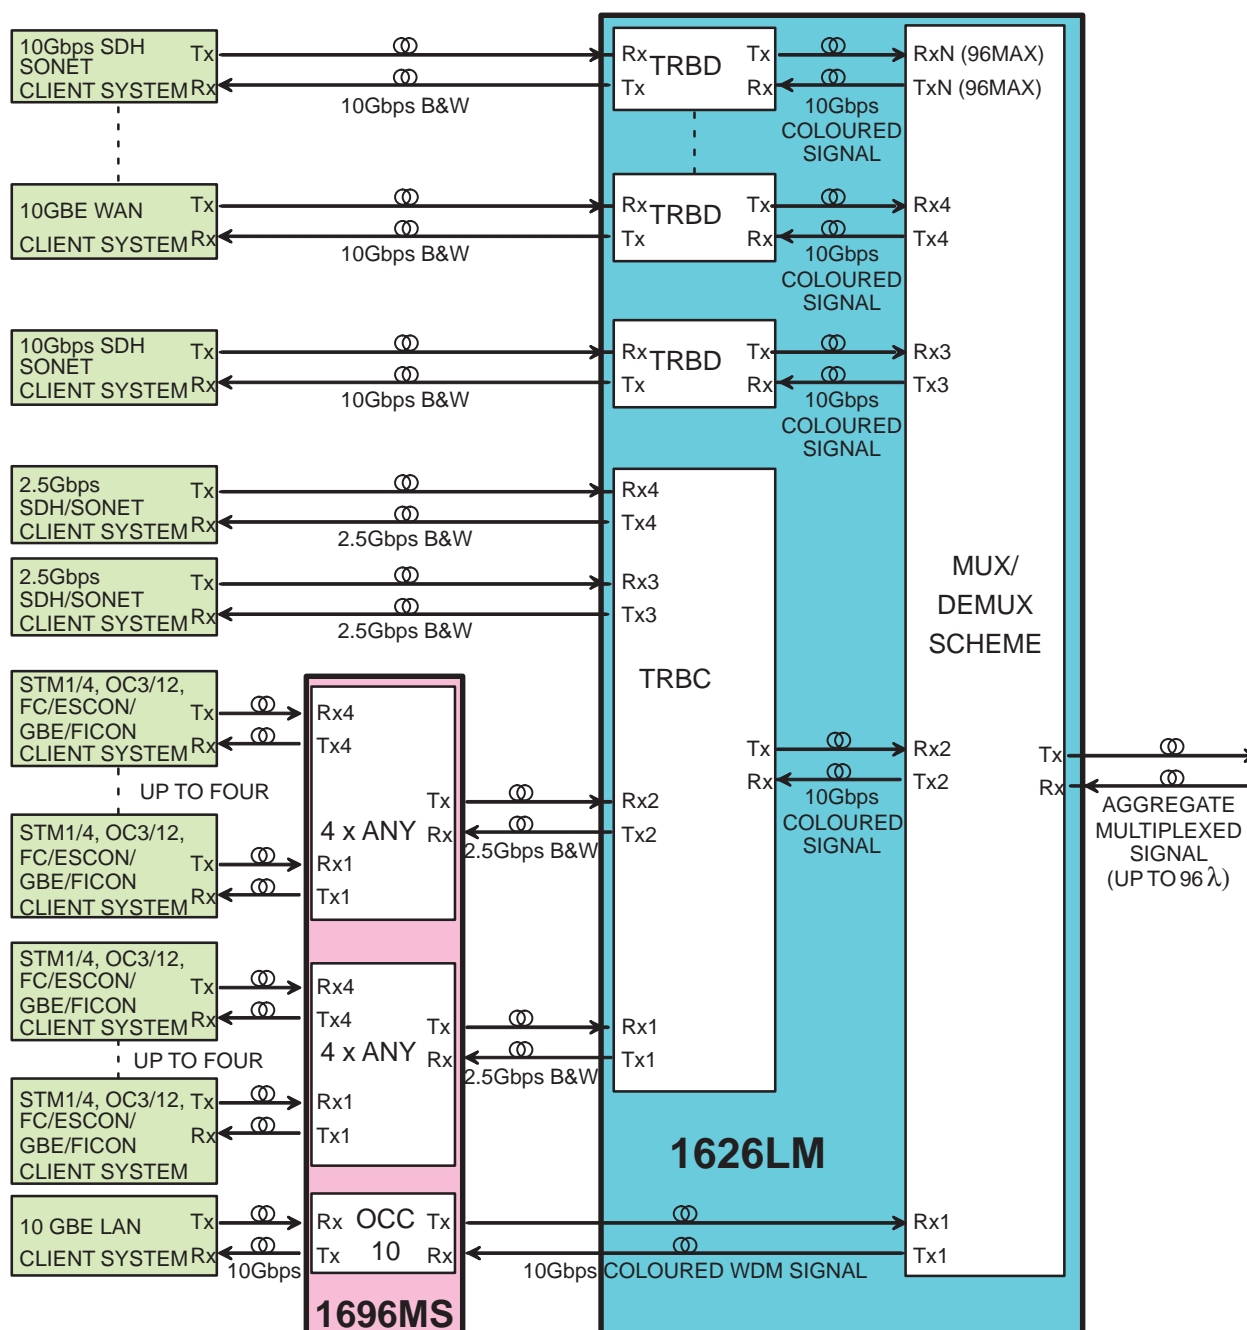 10Gbps SDH
SONET
CLIENT SYSTEM
Tx
Rx
10Gbps B&W
Rx
Tx
TRBD
Tx
Rx
10Gbps
COLOURED
SIGNAL
RxN (96MAX)
TxN (96MAX)
10GBE WAN
CLIENT SYSTEM
Tx
Rx
10Gbps B&W
Rx
Tx
TRBD
Tx
Rx
10Gbps
COLOURED
SIGNAL
Rx4
Tx4
10Gbps SDH
SONET
CLIENT SYSTEM
Tx
Rx
10Gbps B&W
Rx
Tx
TRBD
Tx
Rx
10Gbps
COLOURED
SIGNAL
Rx3
Tx3
2.5Gbps
SDH/SONET
CLIENT SYSTEM
Tx
Rx
2.5Gbps B&W
Rx4
Tx4
2.5Gbps
SDH/SONET
CLIENT SYSTEM
Tx
Rx
2.5Gbps B&W
Rx3
Tx3
TRBC
MUX/
DEMUX
SCHEME
STM1/4, OC3/12,
FC/ESCON/
GBE/FICON
CLIENT SYSTEM
Tx
Rx
Rx4
Tx4
UP TO FOUR
4 x ANY
Tx
Rx
2.5Gbps B&W
Rx2
Tx2
Tx
Rx
10Gbps
COLOURED
SIGNAL
Rx2
Tx2
Tx
Rx
AGGREGATE
MULTIPLEXED
SIGNAL
(UP TO 96 λ)
STM1/4, OC3/12,
FC/ESCON/
GBE/FICON
CLIENT SYSTEM
Tx
Rx
Rx1
Tx1
STM1/4, OC3/12,
FC/ESCON/
GBE/FICON
CLIENT SYSTEM
Tx
Rx
Rx4
Tx4
UP TO FOUR
4 x ANY
Tx
Rx
2.5Gbps B&W
Rx1
Tx1
STM1/4, OC3/12,
FC/ESCON/
GBE/FICON
CLIENT SYSTEM
Tx
Rx
Rx1
Tx1
1626LM
10 GBE LAN
CLIENT SYSTEM
Tx
Rx
10Gbps
Rx
Tx
OCC
10
Tx
Rx
10Gbps COLOURED WDM SIGNAL
Rx1
Tx1
1696MS